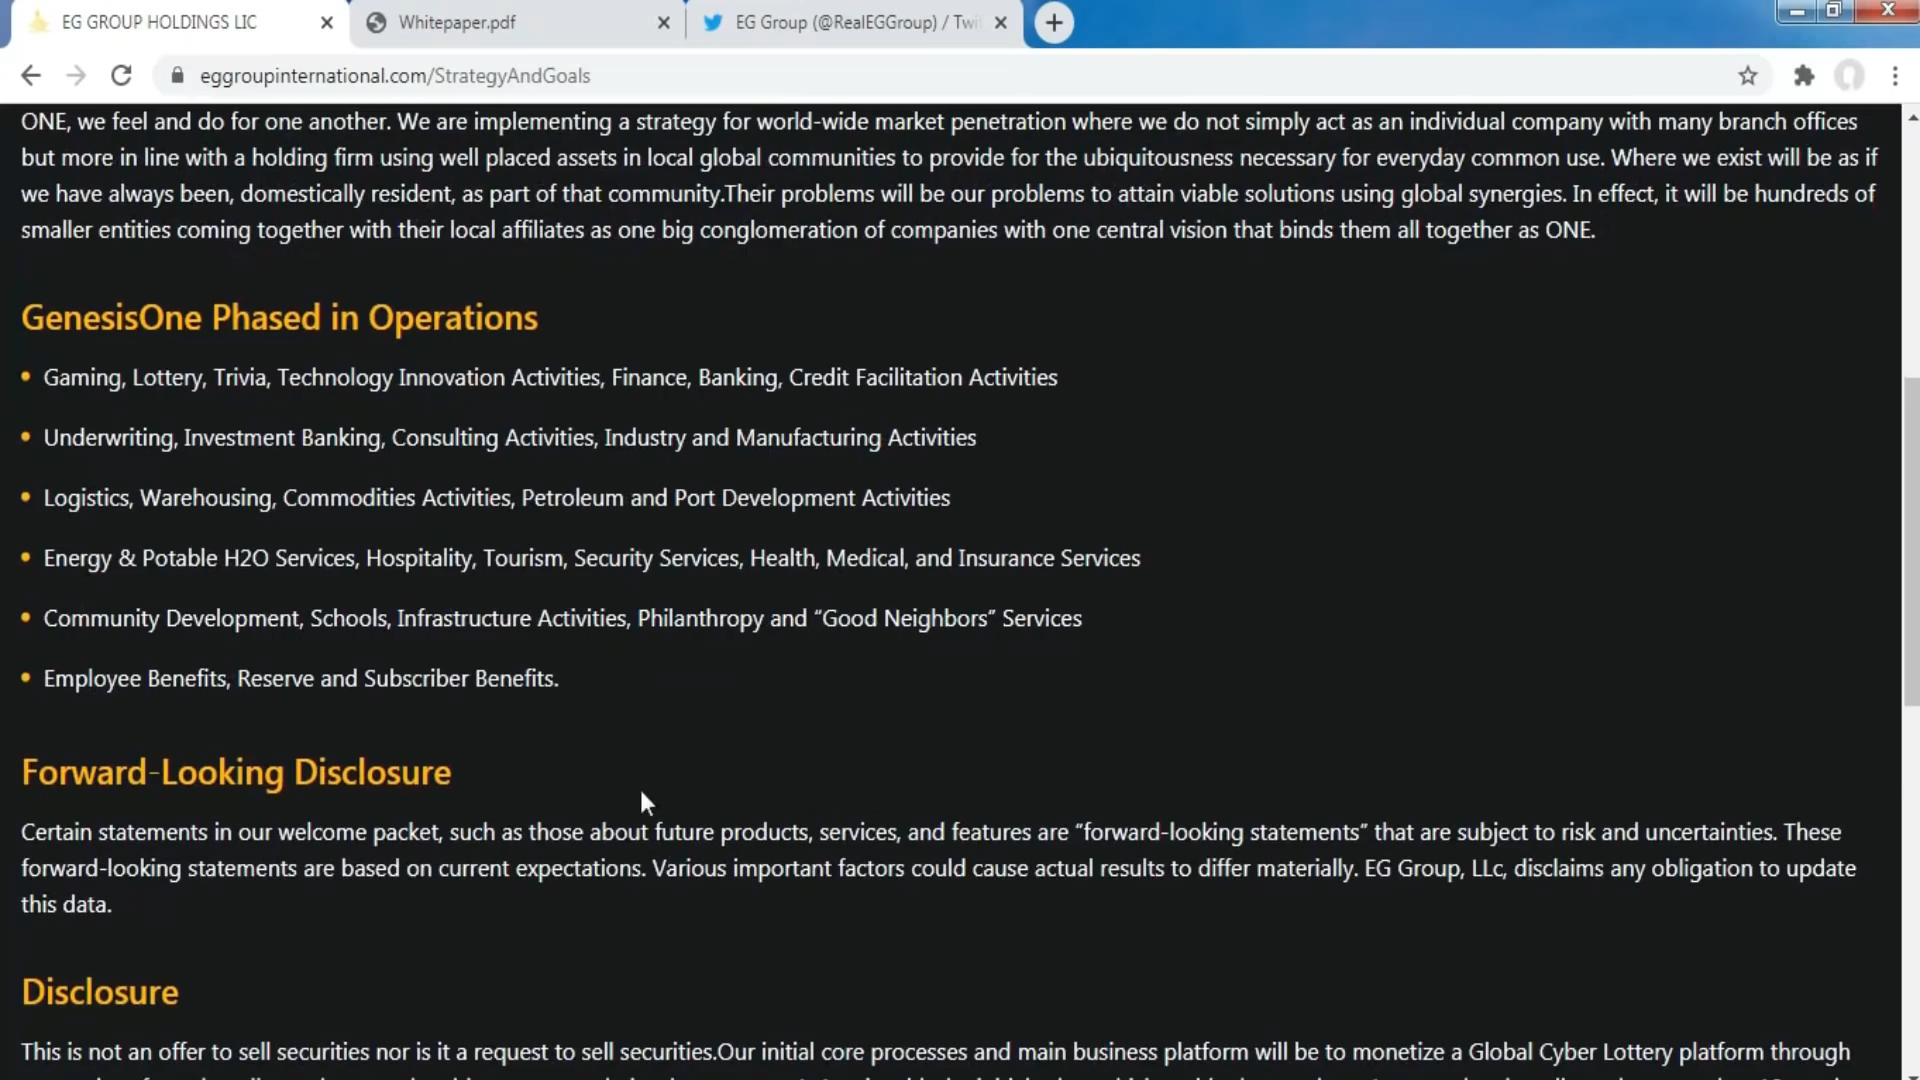 EG GROUP HOLDINGS LIC
Whitepaper.pdf
EG Group (@RealEGGroup) / Twi
eggroupinternational.com/StrategyAndGoals
ONE, we feel and do for one another. We are implementing a strategy for world-wide market penetration where we do not simply act as an individual company with many branch offices
but more in line with a holding firm using well placed assets in local global communities to provide for the ubiquitousness necessary for everyday common use. Where we exist will be as if
we have always been, domestically resident, as part of that community.Their problems will be our problems to attain viable solutions using global synergies. In effect, it will be hundreds of
smaller entities coming together with their local affiliates as one big conglomeration of companies with one central vision that binds them all together as ONE.
GenesisOne Phased in Operations
• Gaming, Lottery, Trivia, Technology Innovation Activities, Finance, Banking, Credit Facilitation Activities
• Underwriting, Investment Banking, Consulting Activities, Industry and Manufacturing Activities
• Logistics, Warehousing, Commodities Activities, Petroleum and Port Development Activities
• Energy & Potable H2O Services, Hospitality, Tourism, Security Services, Health, Medical, and Insurance Services
• Community Development, Schools, Infrastructure Activities, Philanthropy and “Good Neighbors” Services
• Employee Benefits, Reserve and Subscriber Benefits.
Forward-Looking Disclosure
Certain statements in our welcome packet, such as those about future products, services, and features are “forward-looking statements” that are subject to risk and uncertainties. These
forward-looking statements are based on current expectations. Various important factors could cause actual results to differ materially. EG Group, LLc, disclaims any obligation to update
this data.
Disclosure
This is not an offer to sell securities nor is it a request to sell securities.Our initial core processes and main business platform will be to monetize a Global Cyber Lottery platform through